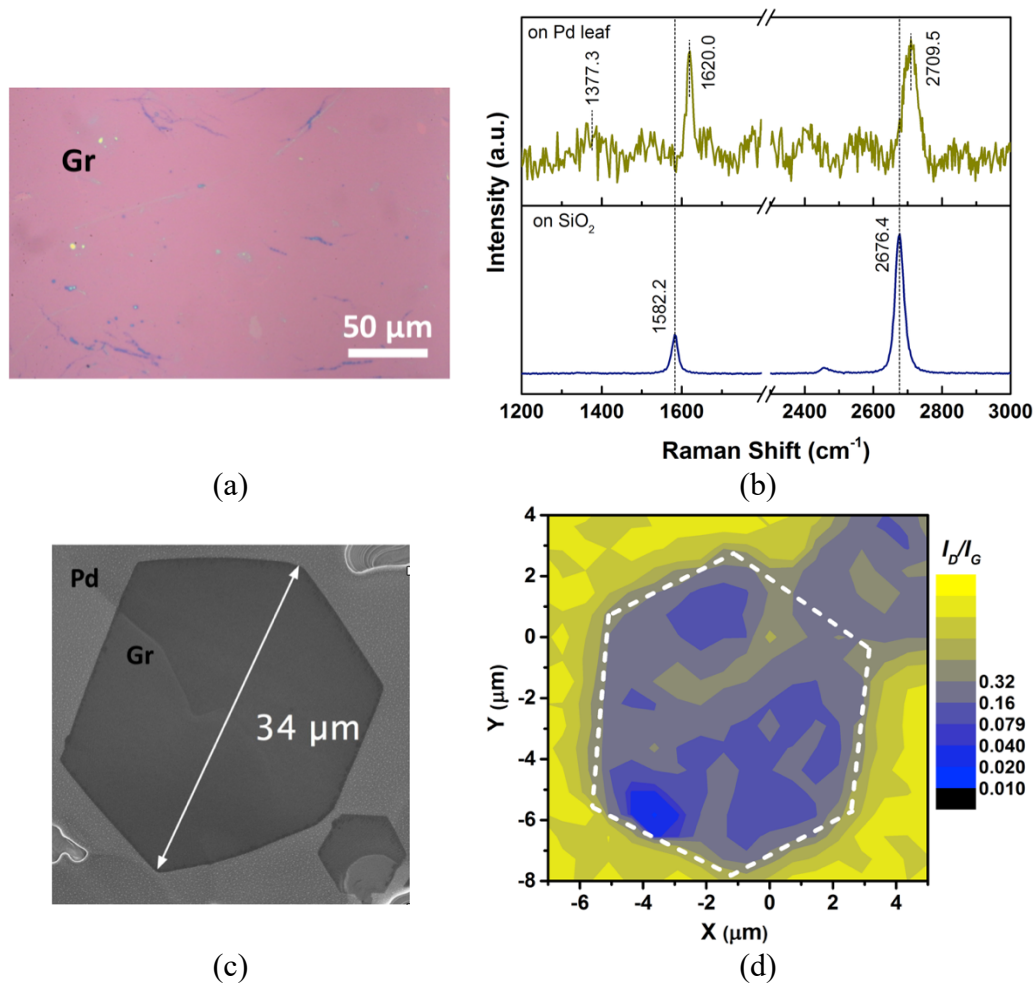 Gr
50 μm
(a)
on Pd leaf
1377.3
1620.0
2709.5
on SiO₂
1582.2
2676.4
Intensity (a.u.)
1200 1400 1600 2400 2600 2800 3000
Raman Shift (cm⁻¹)
(b)
Pd
Gr
34 μm
(c)
4
2
0
-2
-4
-6
-8
Y (μm)
-6 -4 -2 0 2 4
X (μm)
I_D/I_G
0.32
0.16
0.079
0.040
0.020
0.010
(d)